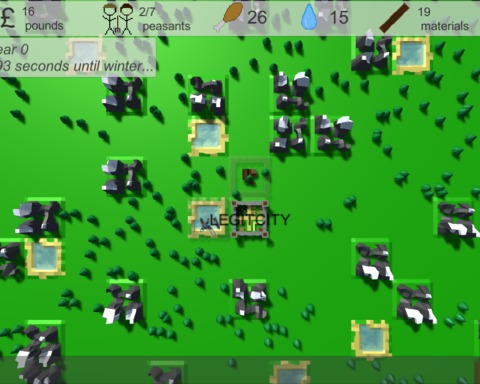 £ 16 pounds
2/7 peasants
26
15
19 materials
ear 0
03 seconds until winter...
LEGITCITY